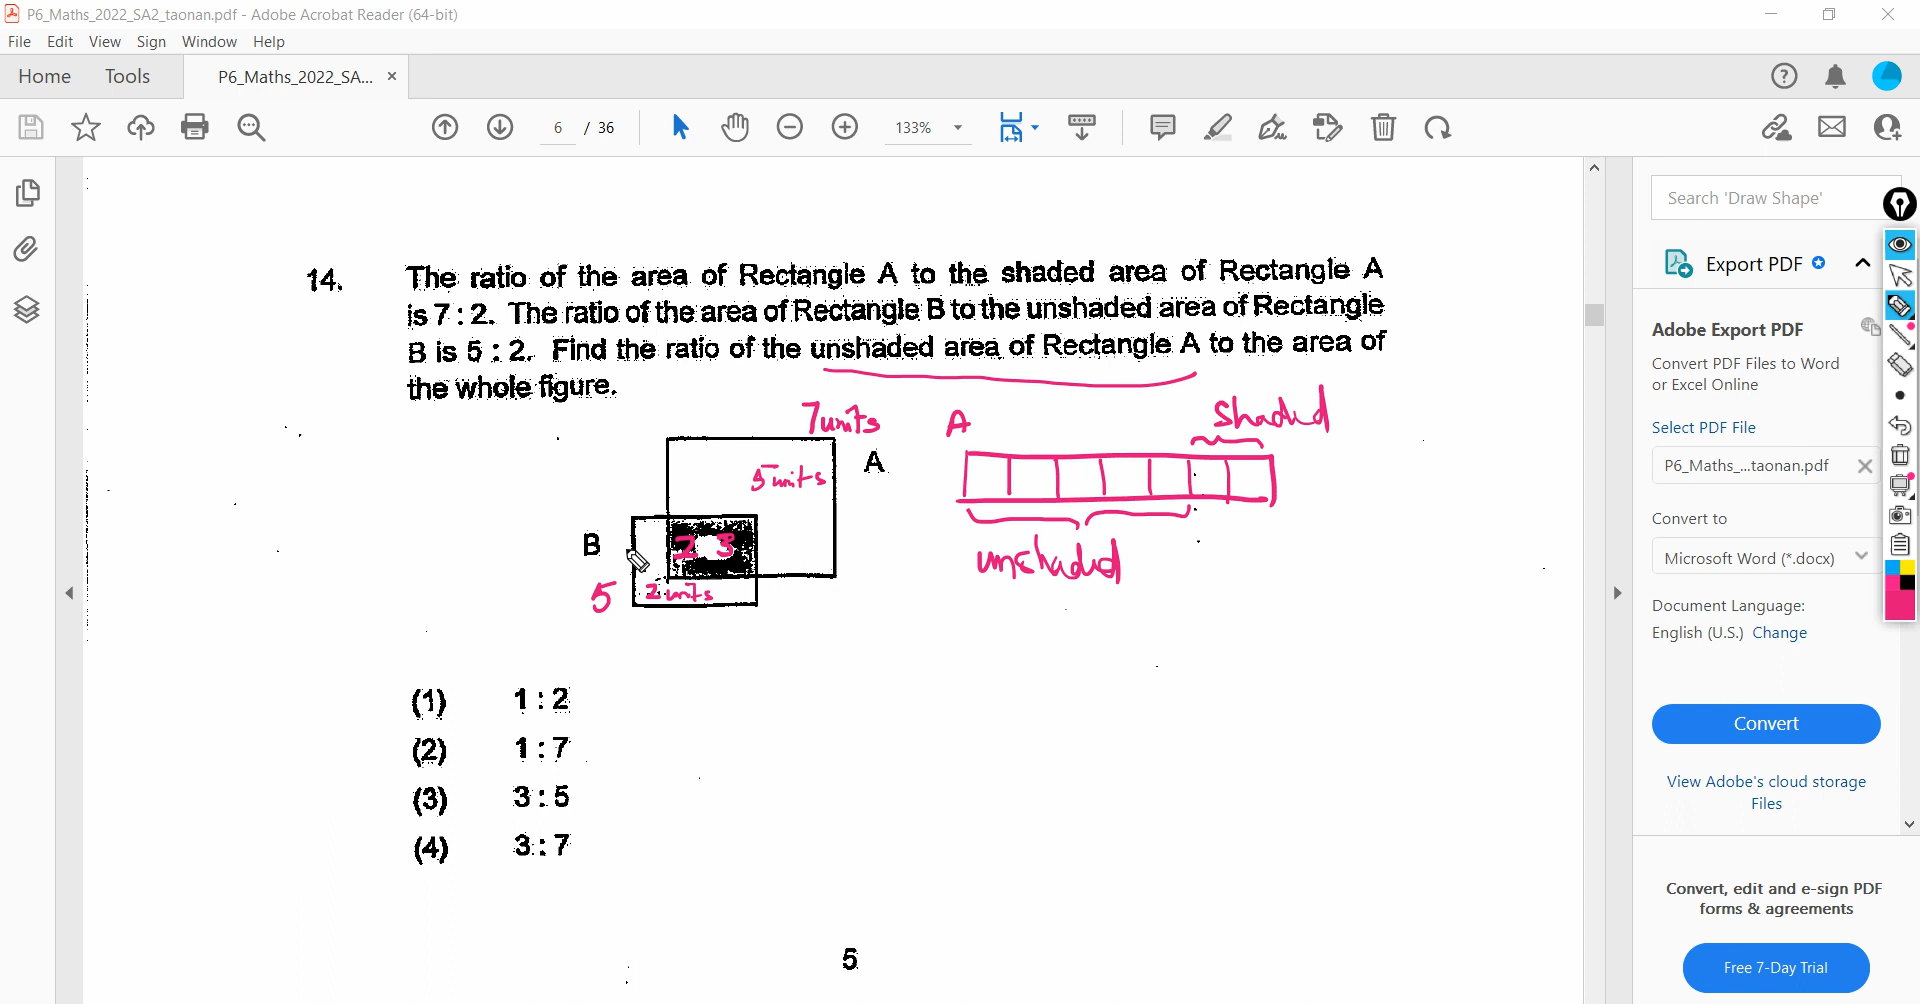 P6_Maths_2022_SA2_taonan.pdf - Adobe Acrobat Reader (64-bit)
File Edit View Sign Window Help
Home Tools P6_Maths_2022_SA... ×
6 / 36 133%
Search 'Draw Shape'
Export PDF
Adobe Export PDF
Convert PDF Files to Word
or Excel Online
Select PDF File
P6_Maths_...taonan.pdf
Convert to
Microsoft Word (*.docx)
Document Language:
English (U.S.) Change
Convert
View Adobe's cloud storage
Files
Convert, edit and e-sign PDF
forms & agreements
Free 7-Day Trial
14. The ratio of the area of Rectangle A to the shaded area of Rectangle A
is 7 : 2. The ratio of the area of Rectangle B to the unshaded area of Rectangle
B is 5 : 2. Find the ratio of the unshaded area of Rectangle A to the area of
the whole figure.
7 units A shaded
A
5 units
B 2 3
unshaded
5 2 units
(1) 1 : 2
(2) 1 : 7
(3) 3 : 5
(4) 3 : 7
5